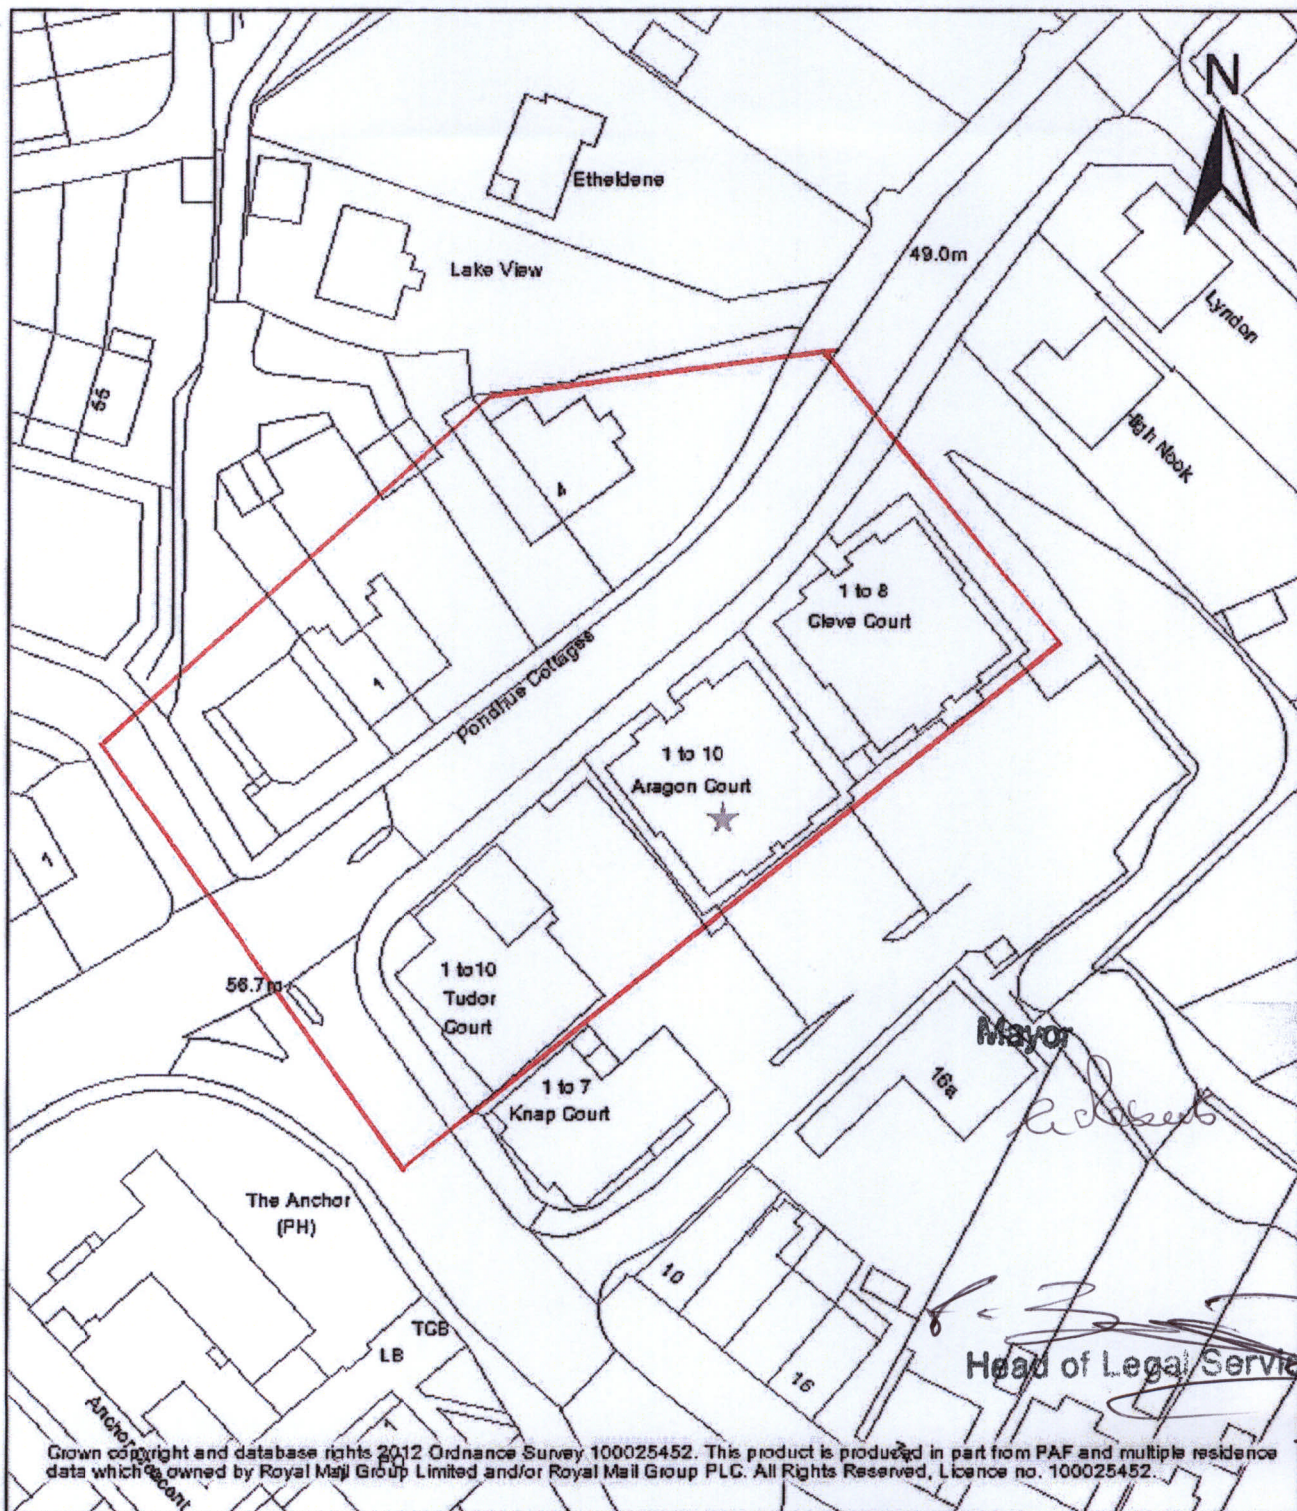 N
Etheldene
Lake View
49.0m
Lyndon
High Nook
55
4
1 to 8
Cleve Court
1
Pondhue Cottages
1 to 10
Aragon Court
1
56.7m
1 to10
Tudor
Court
1 to 7
Knap Court
Mayor
16a
The Anchor
(PH)
10
TCB
LB
16
Head of Legal Servic
1
Anchor Crescent
Crown copyright and database rights 2012 Ordnance Survey 100025452. This product is produced in part from PAF and multiple residence
data which is owned by Royal Mail Group Limited and/or Royal Mail Group PLC. All Rights Reserved, Licence no. 100025452.